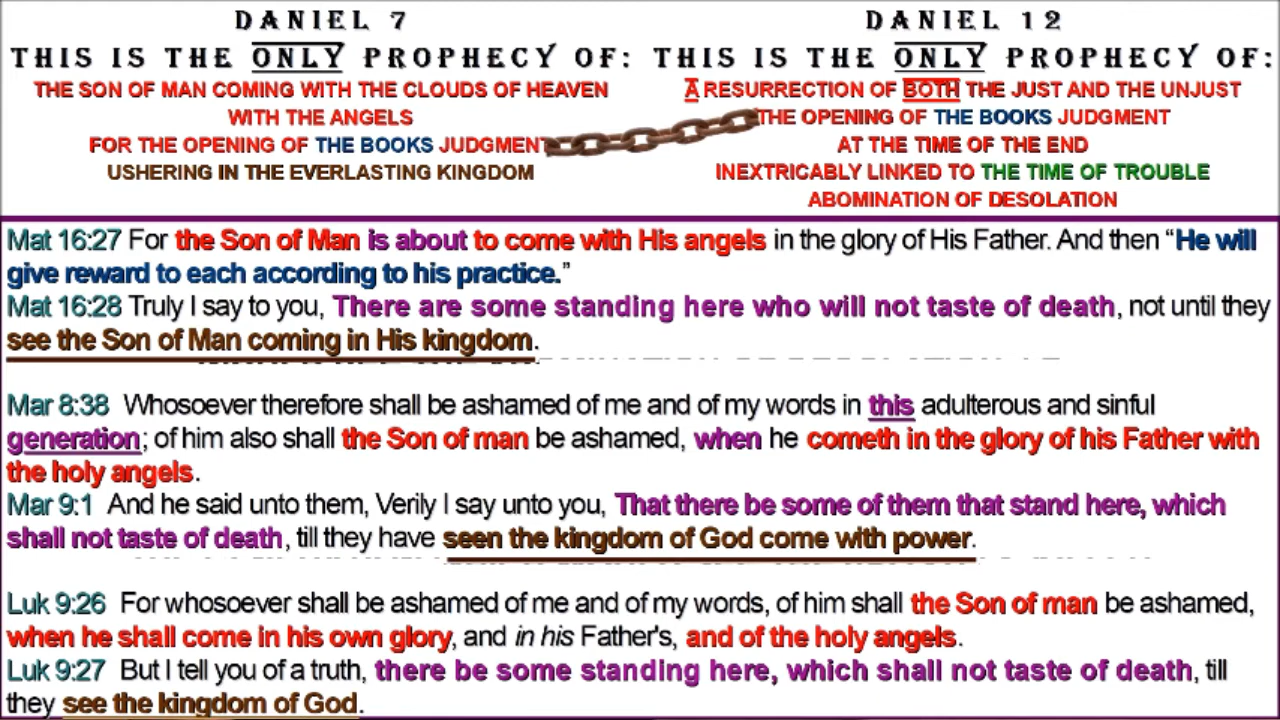 DANIEL 7
THIS IS THE ONLY PROPHECY OF:
THE SON OF MAN COMING WITH THE CLOUDS OF HEAVEN
WITH THE ANGELS
FOR THE OPENING OF THE BOOKS JUDGMENT
USHERING IN THE EVERLASTING KINGDOM
DANIEL 12
THIS IS THE ONLY PROPHECY OF:
A RESURRECTION OF BOTH THE JUST AND THE UNJUST
THE OPENING OF THE BOOKS JUDGMENT
AT THE TIME OF THE END
INEXTRICABLY LINKED TO THE TIME OF TROUBLE
ABOMINATION OF DESOLATION
Mat 16:27 For the Son of Man is about to come with His angels in the glory of His Father. And then “He will
give reward to each according to his practice.”
Mat 16:28 Truly I say to you, There are some standing here who will not taste of death, not until they
see the Son of Man coming in His kingdom.
Mar 8:38 Whosoever therefore shall be ashamed of me and of my words in this adulterous and sinful
generation; of him also shall the Son of man be ashamed, when he cometh in the glory of his Father with
the holy angels.
Mar 9:1 And he said unto them, Verily I say unto you, That there be some of them that stand here, which
shall not taste of death, till they have seen the kingdom of God come with power.
Luk 9:26 For whosoever shall be ashamed of me and of my words, of him shall the Son of man be ashamed,
when he shall come in his own glory, and in his Father's, and of the holy angels.
Luk 9:27 But I tell you of a truth, there be some standing here, which shall not taste of death, till
they see the kingdom of God.